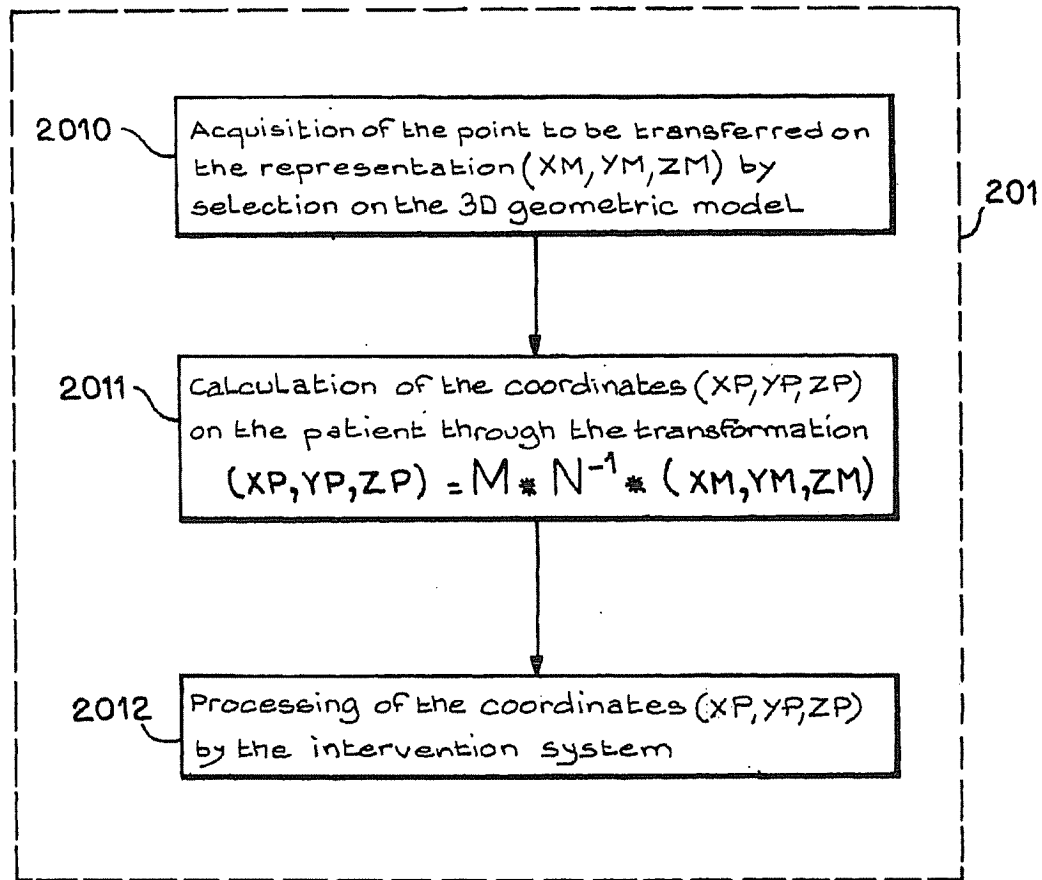 2010
Acquisition of the point to be transferred on
the representation (XM, YM, ZM) by
selection on the 3D geometric model
201
2011
Calculation of the coordinates (XP, YP, ZP)
on the patient through the transformation
(XP, YP, ZP) = M * N⁻¹ * (XM, YM, ZM)
2012
Processing of the coordinates (XP, YP, ZP)
by the intervention system